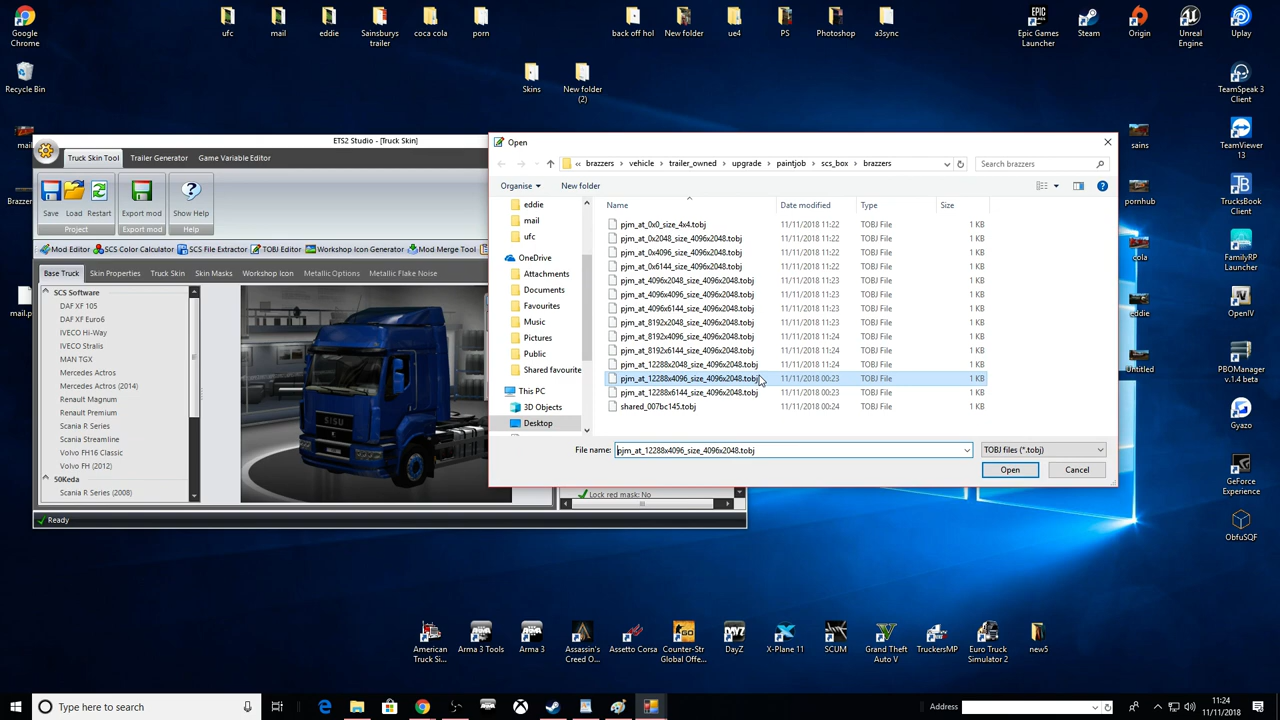 Google
Chrome
ufc
mail
eddie
Sainsburys
trailer
coca cola
porn
back off hol
New folder
ue4
PS
Photoshop
a3sync
Epic Games
Launcher
Steam
Origin
Unreal
Engine
Uplay
Recycle Bin
Skins
New folder
(2)
TeamSpeak 3
Client
mai
ETS2 Studio - [Truck Skin]
Open
sains
TeamViewer
13
Truck Skin Tool
Trailer Generator
Game Variable Editor
brazzers
vehicle
trailer_owned
upgrade
paintjob
scs_box
brazzers
Search brazzers
Organise
New folder
Brazzer
Save
Load
Restart
Export mod
Show Help
Project
Export mod
Help
pornhub
TrucksBook
Client
Name
Date modified
Type
Size
eddie
mail
ufc
OneDrive
Attachments
Documents
Favourites
Music
Pictures
Public
Shared favourite
This PC
3D Objects
Desktop
pjm_at_0x0_size_4x4.tobj 11/11/2018 11:22 TOBJ File 1 KB
pjm_at_0x2048_size_4096x2048.tobj 11/11/2018 11:22 TOBJ File 1 KB
pjm_at_0x4096_size_4096x2048.tobj 11/11/2018 11:22 TOBJ File 1 KB
pjm_at_0x6144_size_4096x2048.tobj 11/11/2018 11:22 TOBJ File 1 KB
pjm_at_4096x2048_size_4096x2048.tobj 11/11/2018 11:23 TOBJ File 1 KB
pjm_at_4096x4096_size_4096x2048.tobj 11/11/2018 11:23 TOBJ File 1 KB
pjm_at_4096x6144_size_4096x2048.tobj 11/11/2018 11:23 TOBJ File 1 KB
pjm_at_8192x2048_size_4096x2048.tobj 11/11/2018 11:23 TOBJ File 1 KB
pjm_at_8192x4096_size_4096x2048.tobj 11/11/2018 11:24 TOBJ File 1 KB
pjm_at_8192x6144_size_4096x2048.tobj 11/11/2018 11:24 TOBJ File 1 KB
pjm_at_12288x2048_size_4096x2048.tobj 11/11/2018 11:24 TOBJ File 1 KB
pjm_at_12288x4096_size_4096x2048.tobj 11/11/2018 00:23 TOBJ File 1 KB
pjm_at_12288x6144_size_4096x2048.tobj 11/11/2018 00:23 TOBJ File 1 KB
shared_007bc145.tobj 11/11/2018 00:24 TOBJ File 1 KB
File name:
pjm_at_12288x4096_size_4096x2048.tobj
TOBJ files (*.tobj)
Open
Cancel
Mod Editor
SCS Color Calculator
SCS File Extractor
TOBJ Editor
Workshop Icon Generator
Mod Merge Tool
Base Truck
Skin Properties
Truck Skin
Skin Masks
Workshop Icon
Metallic Options
Metallic Flake Noise
SCS Software
DAF XF 105
DAF XF Euro6
IVECO Hi-Way
IVECO Stralis
MAN TGX
Mercedes Actros
Mercedes Actros (2014)
Renault Magnum
Renault Premium
Scania R Series
Scania Streamline
Volvo FH16 Classic
Volvo FH (2012)
50Keda
Scania R Series (2008)
SISU
Lock red mask: No
Ready
mail.p
cola
FamilyRP
Launcher
eddie
OpenIV
Untitled
PBOManager
v.1.4 beta
Gyazo
GeForce
Experience
ObfuSQF
American
Truck Si...
Arma 3 Tools
Arma 3
Assassin's
Creed O...
Assetto Corsa
Counter-Str
Global Offe...
DayZ
X-Plane 11
SCUM
Grand Theft
Auto V
TruckersMP
Euro Truck
Simulator 2
new5
Type here to search
Address
11:24
11/11/2018